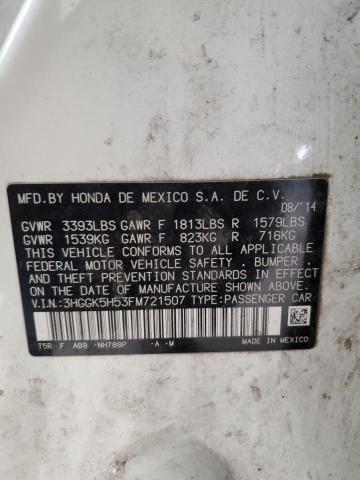 MFD.BY HONDA DE MEXICO S.A. DE C.V.
08/'14
GVWR 3393LBS GAWR F 1813LBS R 1579LBS
GVWR 1539KG GAWR F 823KG R 716KG
THIS VEHICLE CONFORMS TO ALL APPLICABLE
FEDERAL MOTOR VEHICLE SAFETY, BUMPER, AND
THEFT PREVENTION STANDARDS IN EFFECT ON
THE DATE OF MANUFACTURE SHOWN ABOVE.
V.I.N.:3HGGK5H53FM721507 TYPE:PASSENGER CAR
T5R F AB9 -NH788P -A -M
MADE IN
MEXICO